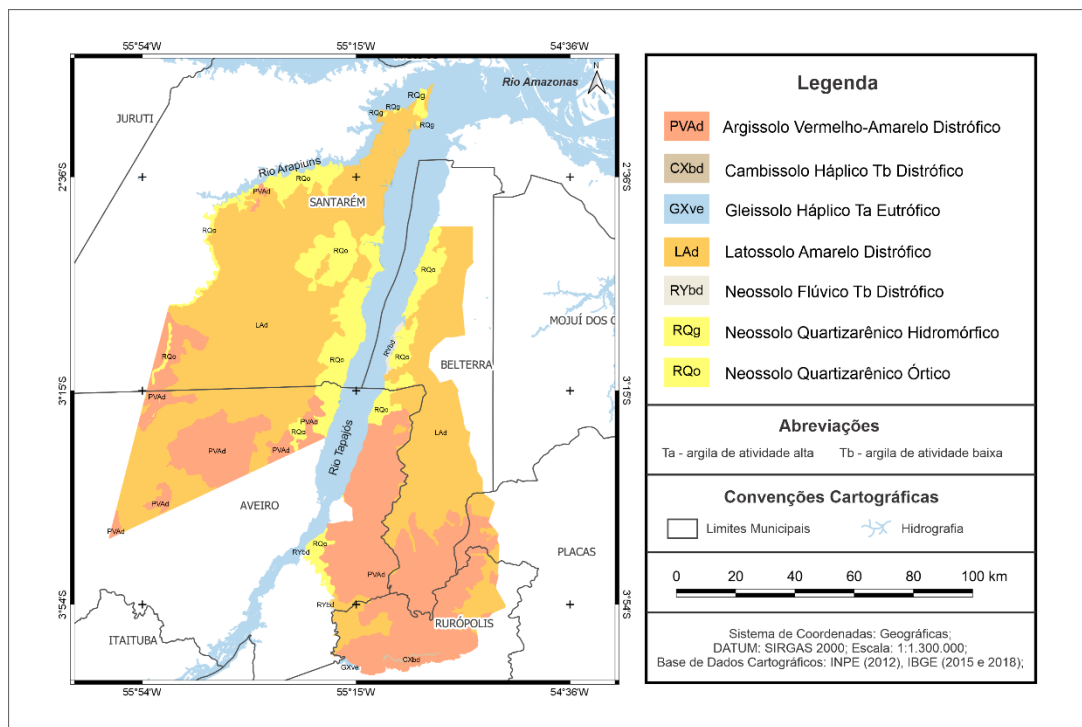 55°54'W 55°15'W 54°36'W
Rio Amazonas
N
RQg
RQg
RQg
RQg
JURUTI
Rio Arapiuns
2°36'S
2°36'S
RQo
PVAd
SANTARÉM
RQo
RQo
RQo
LAd
MOJUÍ DOS C
RYbd
RQo
RQo
RQo
BELTERRA
3°15'S
3°15'S
PVAd
RQo
PVAd
RQo
LAd
Rio Tapajós
PVAd
PVAd
PVAd
AVEIRO
PVAd
RQo
RYbd
PLACAS
PVAd
3°54'S
3°54'S
RYbd
RURÓPOLIS
ITAITUBA
CXbd
GXve
55°54'W 55°15'W 54°36'W
Legenda
PVAd Argissolo Vermelho-Amarelo Distrófico
CXbd Cambissolo Háplico Tb Distrófico
GXve Gleissolo Háplico Ta Eutrófico
LAd Latossolo Amarelo Distrófico
RYbd Neossolo Flúvico Tb Distrófico
RQg Neossolo Quartizarênico Hidromórfico
RQo Neossolo Quartizarênico Órtico
Abreviações
Ta - argila de atividade alta Tb - argila de atividade baixa
Convenções Cartográficas
Limites Municipais Hidrografia
0 20 40 60 80 100 km
Sistema de Coordenadas: Geográficas;
DATUM: SIRGAS 2000; Escala: 1:1.300.000;
Base de Dados Cartográficos: INPE (2012), IBGE (2015 e 2018);